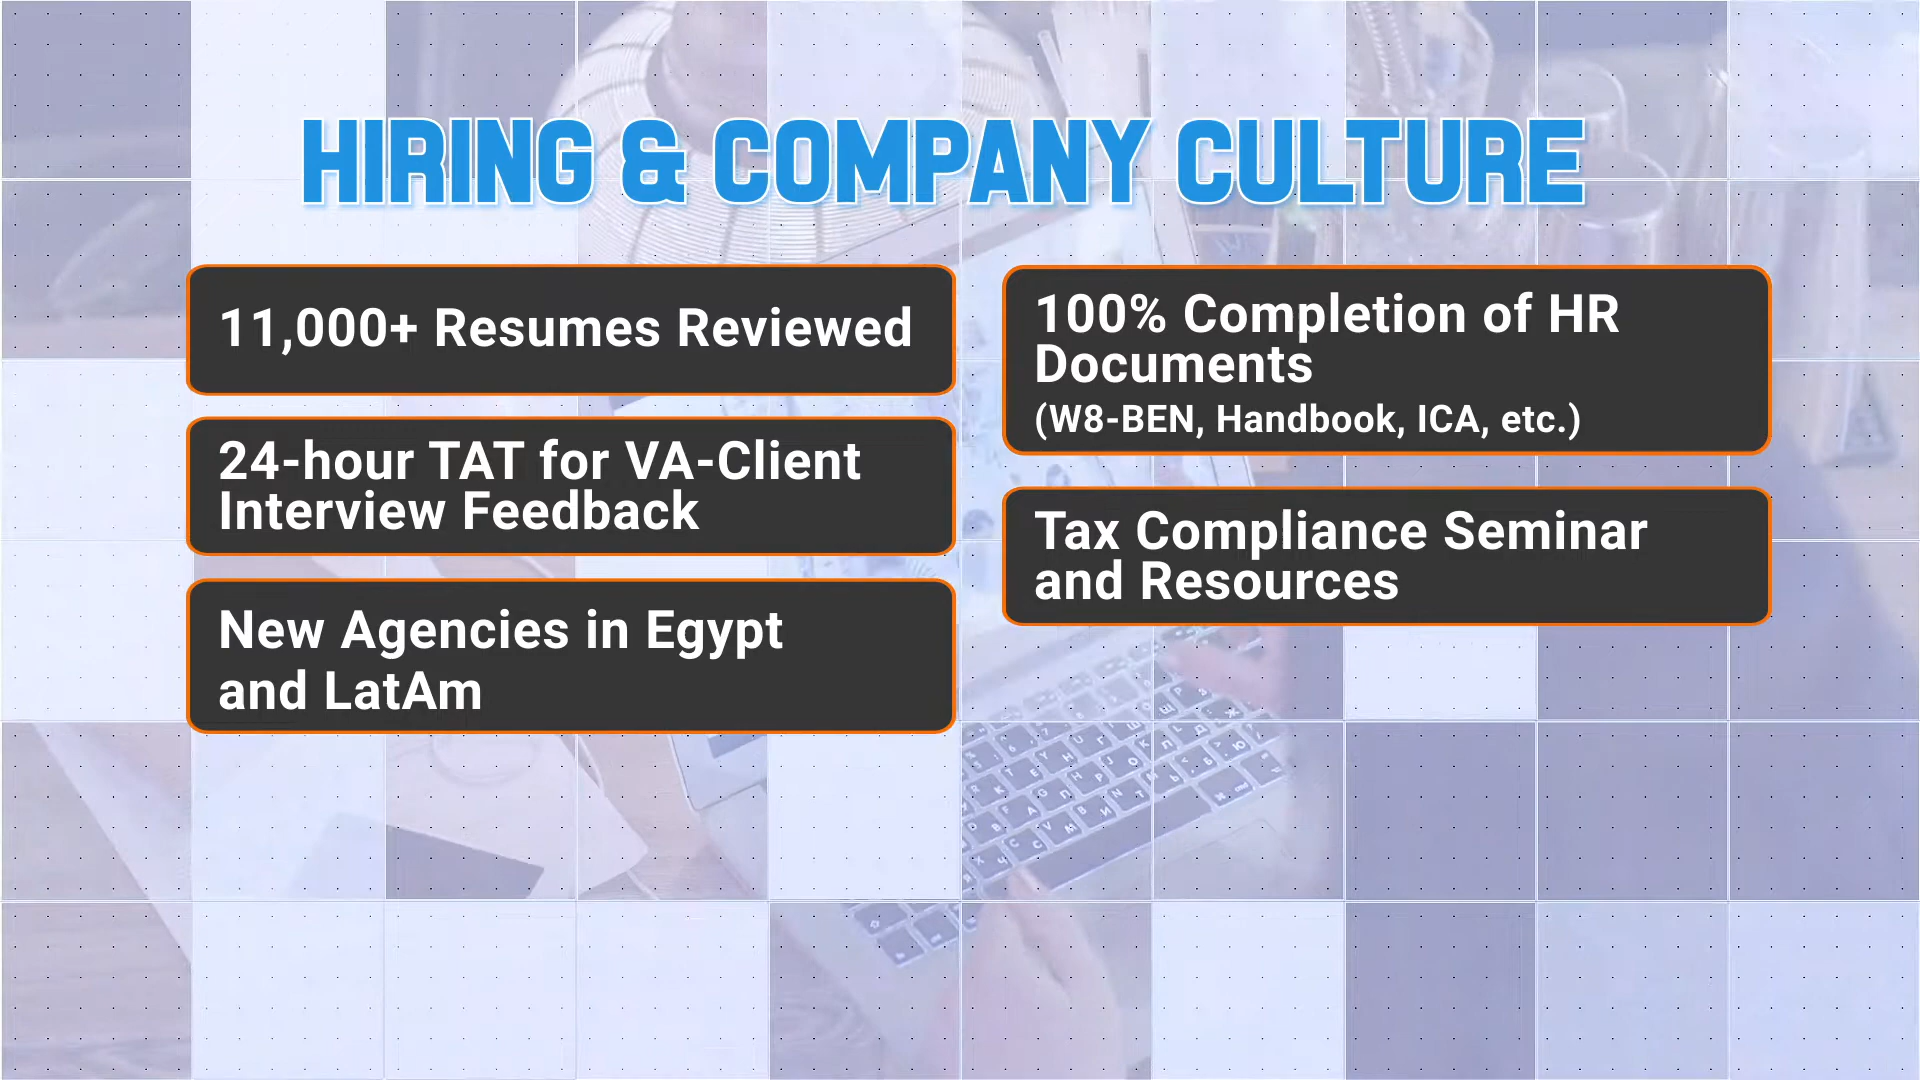 HIRING & COMPANY CULTURE
11,000+ Resumes Reviewed
24-hour TAT for VA-Client
Interview Feedback
New Agencies in Egypt
and LatAm
100% Completion of HR
Documents
(W8-BEN, Handbook, ICA, etc.)
Tax Compliance Seminar
and Resources